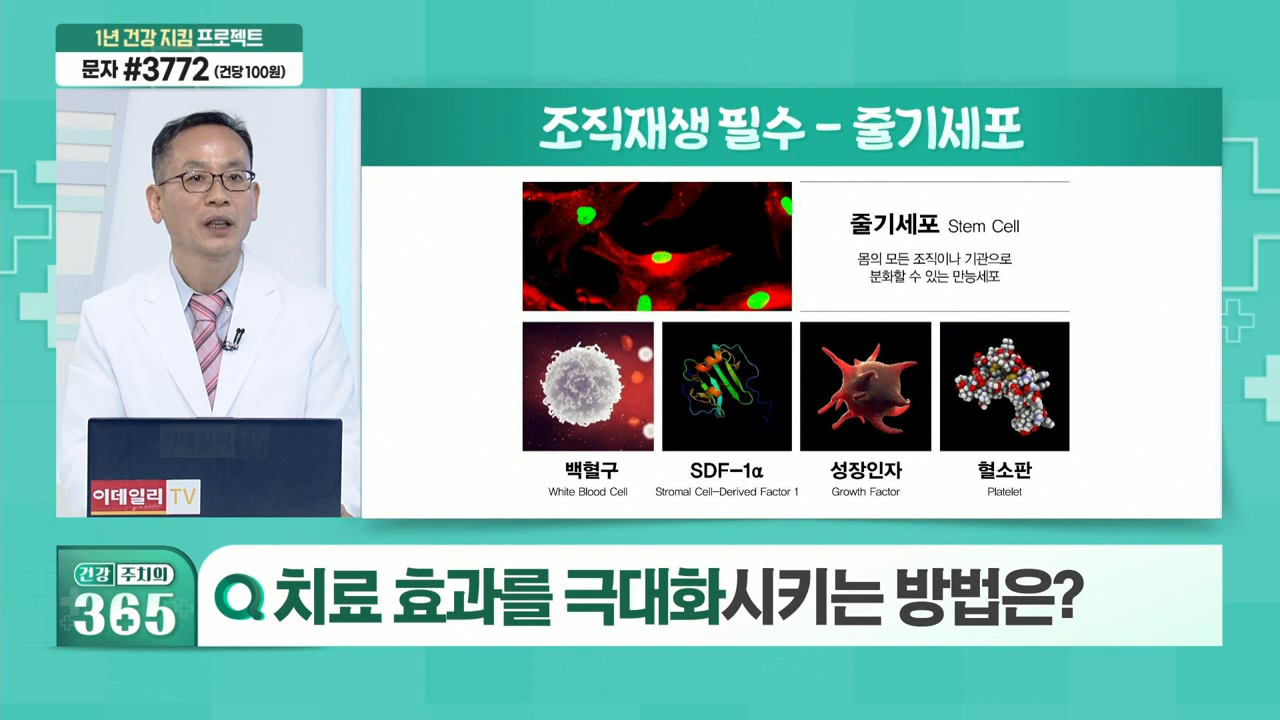 1년 건강 지킴 프로젝트
문자 #3772 (건당 100원)
조직재생 필수 - 줄기세포
줄기세포 Stem Cell
몸의 모든 조직이나 기관으로
분화할 수 있는 만능세포
백혈구
White Blood Cell
SDF-1α
Stromal Cell-Derived Factor 1
성장인자
Growth Factor
혈소판
Platelet
이데일리 TV
이데일리TV
건강 주치의
365
Q 치료 효과를 극대화시키는 방법은?